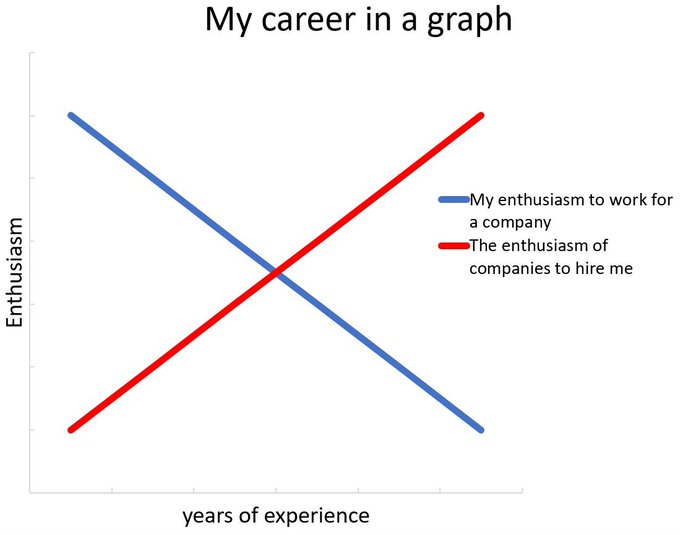 My career in a graph
Enthusiasm
My enthusiasm to work for
a company
The enthusiasm of
companies to hire me
years of experience